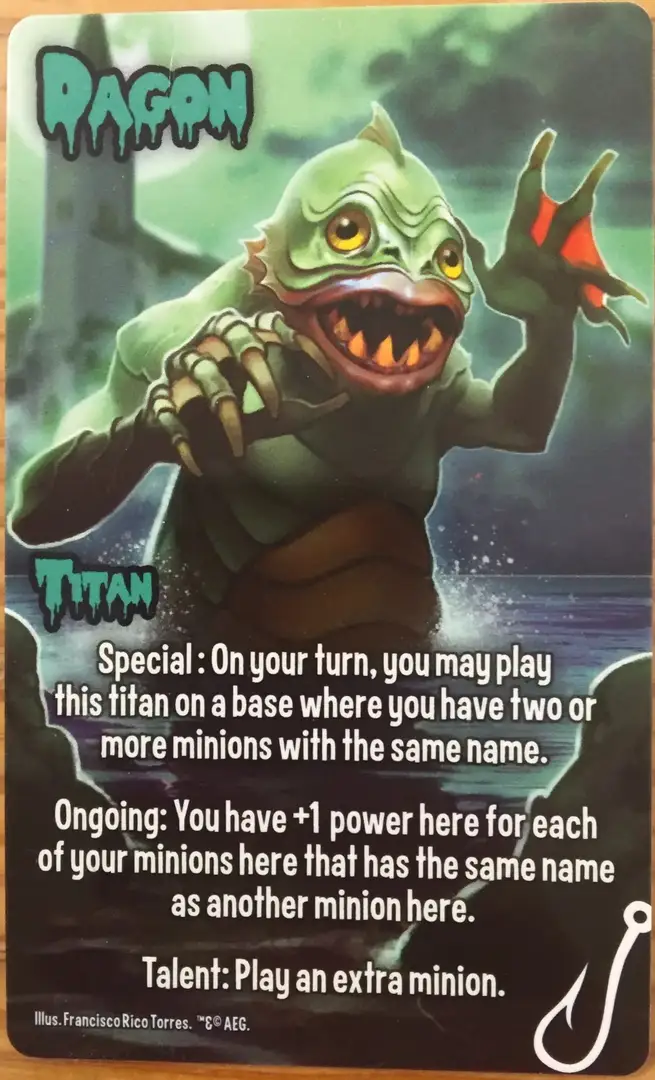 DAGON
TITAN
Special : On your turn, you may play
this titan on a base where you have two or
more minions with the same name.
Ongoing: You have +1 power here for each
of your minions here that has the same name
as another minion here.
Talent: Play an extra minion.
Illus. Francisco Rico Torres. ™&© AEG.